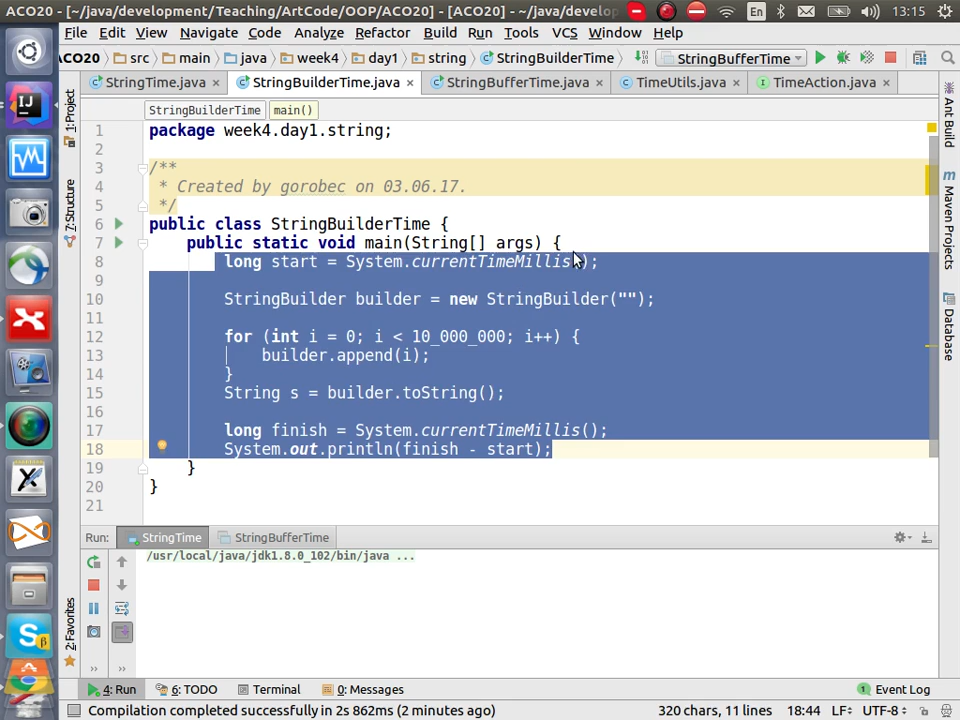 ACO20 - [~/java/development/Teaching/ArtCode/OOP/ACO20] - [ACO20] - ~/java/develop
En
13:15
File Edit View Navigate Code Analyze Refactor Build Run Tools VCS Window Help
ACO20 src main java week4 day1 string StringBuilderTime StringBufferTime
StringTime.java StringBuilderTime.java StringBufferTime.java TimeUtils.java TimeAction.java
StringBuilderTime main()
1 package week4.day1.string;
2
3 /**
4 * Created by gorobec on 03.06.17.
5 */
6 public class StringBuilderTime {
7 public static void main(String[] args) {
8 long start = System.currentTimeMillis();
9
10 StringBuilder builder = new StringBuilder("");
11
12 for (int i = 0; i < 10_000_000; i++) {
13 builder.append(i);
14 }
15 String s = builder.toString();
16
17 long finish = System.currentTimeMillis();
18 System.out.println(finish - start);
19 }
20 }
21
1: Project
7: Structure
2: Favorites
Ant Build
Maven Projects
Database
Run: StringTime StringBufferTime
/usr/local/java/jdk1.8.0_102/bin/java ...
4: Run 6: TODO Terminal 0: Messages Event Log
Compilation completed successfully in 2s 862ms (2 minutes ago) 320 chars, 11 lines 18:44 LF÷ UTF-8÷